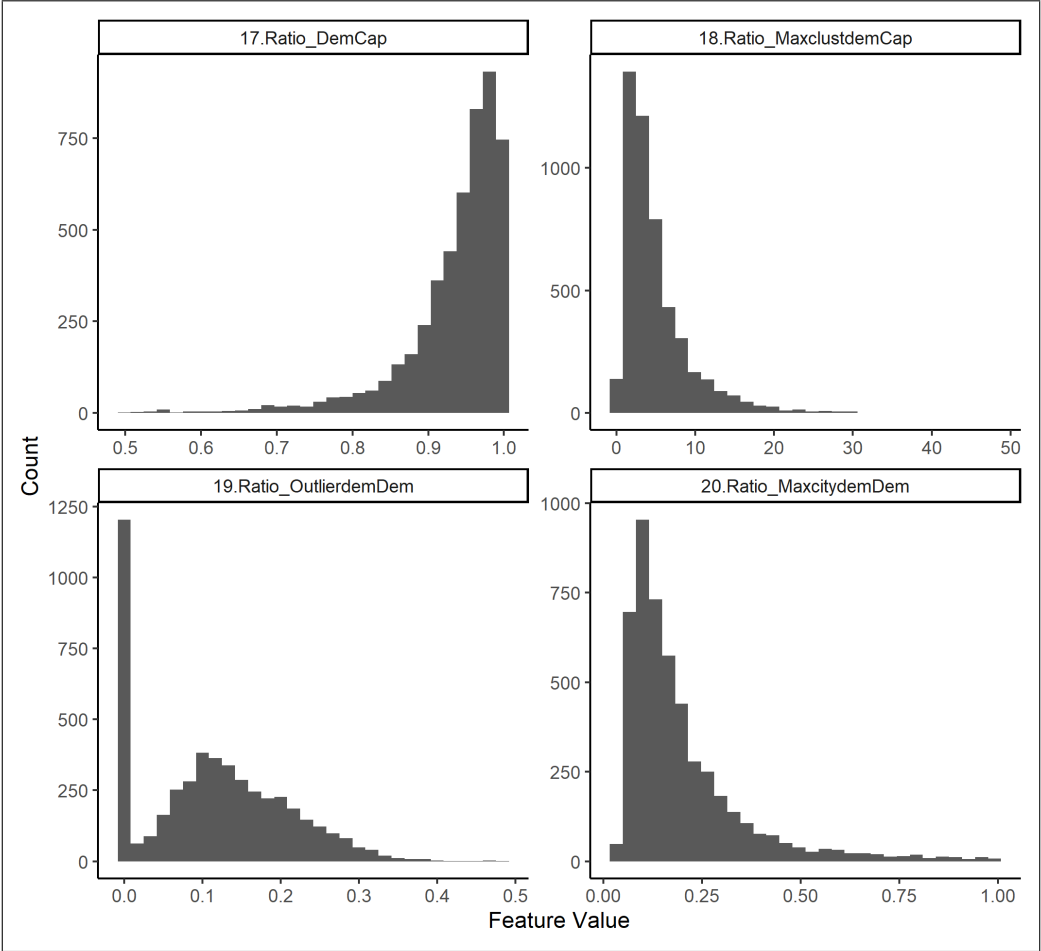 17.Ratio_DemCap
18.Ratio_MaxclustdemCap
750
500
250
0
0.5 0.6 0.7 0.8 0.9 1.0
1000
500
0
0 10 20 30 40 50
Count
19.Ratio_OutlierdemDem
20.Ratio_MaxcitydemDem
1250
1000
750
500
250
0
0.0 0.1 0.2 0.3 0.4 0.5
1000
750
500
250
0
0.00 0.25 0.50 0.75 1.00
Feature Value